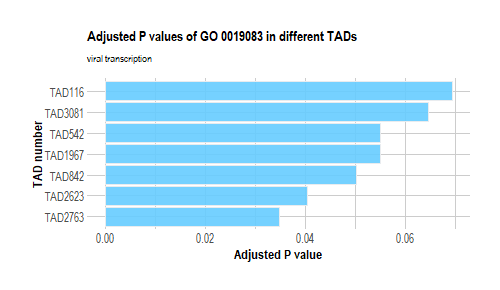 Adjusted P values of GO 0019083 in different TADs
viral transcription
TAD number
TAD116
TAD3081
TAD542
TAD1967
TAD842
TAD2623
TAD2763
0.00 0.02 0.04 0.06
Adjusted P value